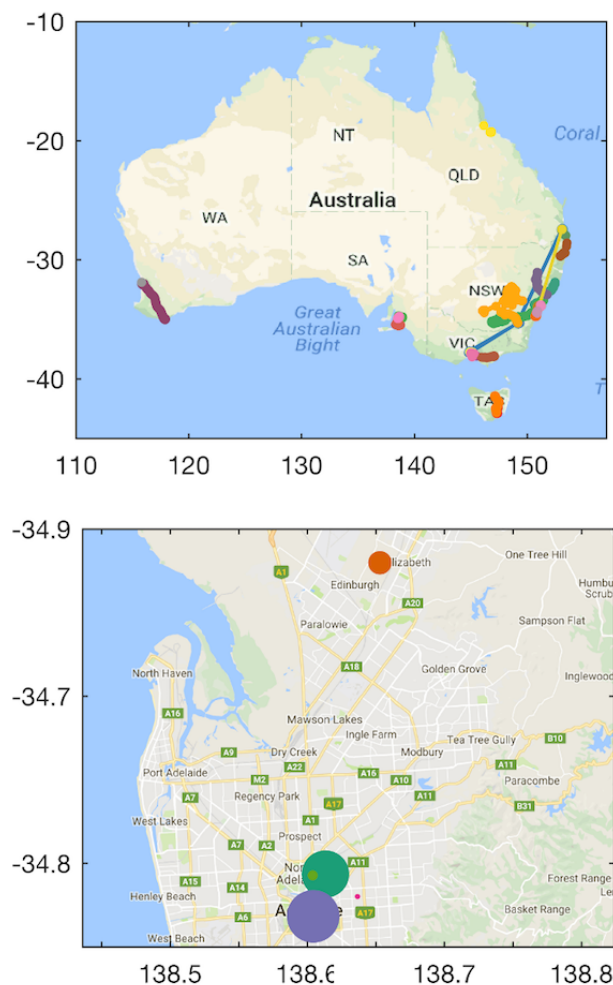 -10
-20
-30
-40
110 120 130 140 150
NT
QLD
Coral
Australia
WA
SA
NSW
Great
Australian
Bight
VIC
-34.9
-34.7
-34.8
138.5 138.6 138.7 138.8
One Tree Hill
A1
Edinburgh
A20
Paralowie
Sampson Flat
A18
North Haven
Golden Grove
A16
Mawson Lakes
Ingle Farm
Tea Tree Gully
B10
A9
Dry Creek
Modbury
A11
Port Adelaide
A22
A16
A10
Paracombe
M2
A7
Regency Park
A17
A11
B31
West Lakes
A1
Prospect
A7
A2
A11
A15
A14
Forest Range
Henley Beach
A6
A17
Basket Range
West Beach